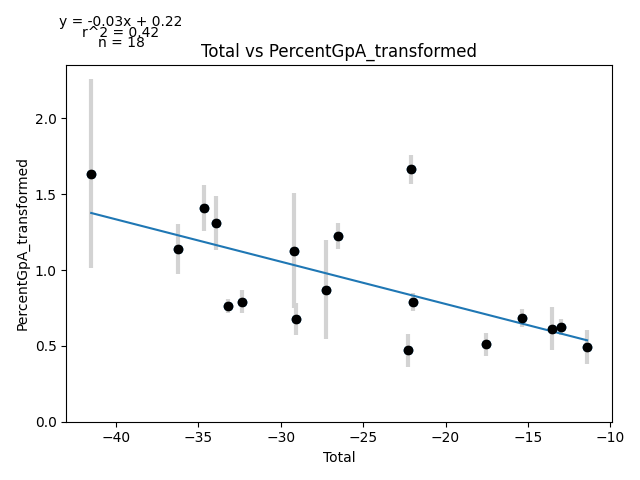 y = -0.03x + 0.22
r^2 = 0.42
n = 18
Total vs PercentGpA_transformed
PercentGpA_transformed
2.0
1.5
1.0
0.5
0.0
−40 −35 −30 −25 −20 −15 −10
Total